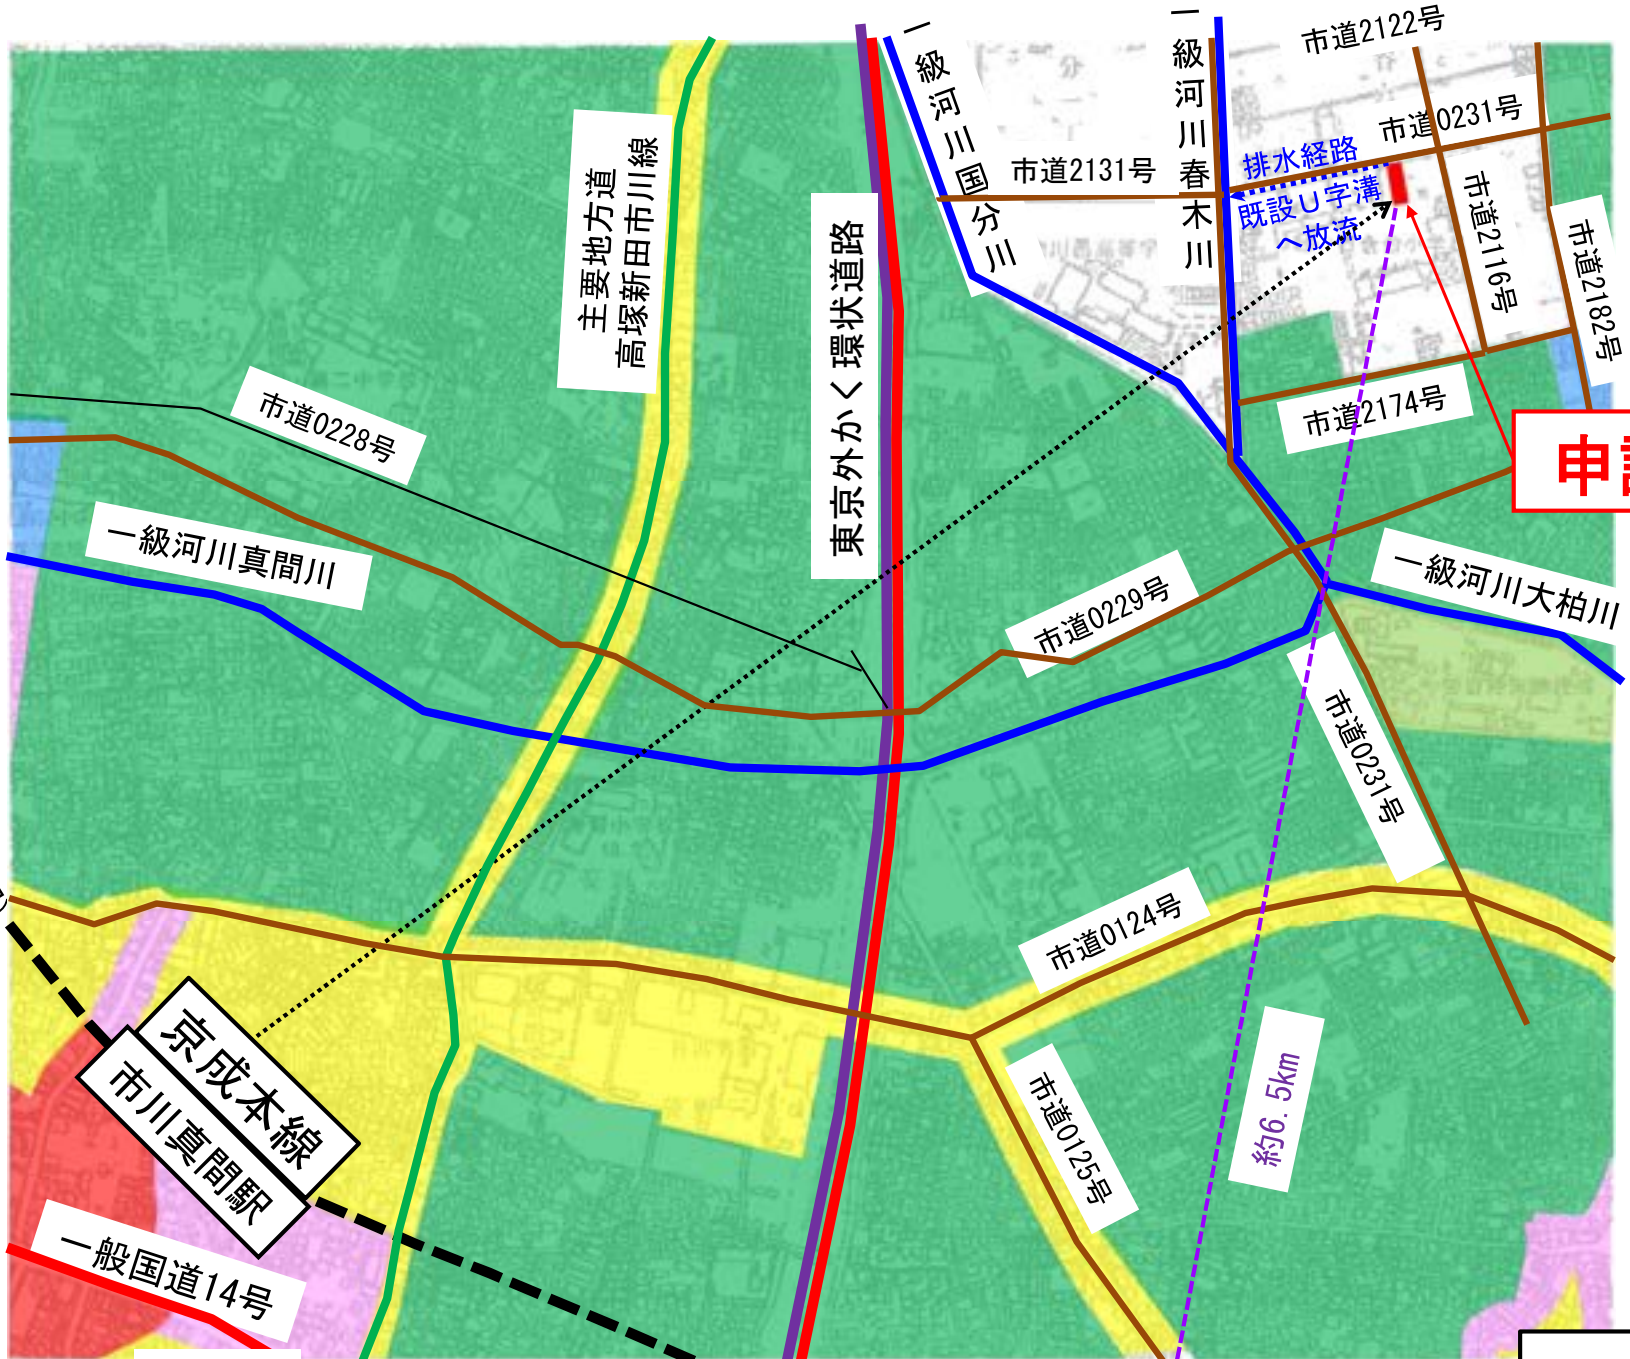 市道2122号
一級河川国分川
一級河川春木川
市道0231号
排水経路
市道2131号
既設U字溝
へ放流
主要地方道
高塚新田市川線
市道2116号
市道2182号
東京外かく環状道路
市道0228号
市道2174号
申
一級河川真間川
一級河川大柏川
市道0229号
市道0231号
市道0124号
京成本線
市川真間駅
市道0125号
約6.5km
一般国道14号